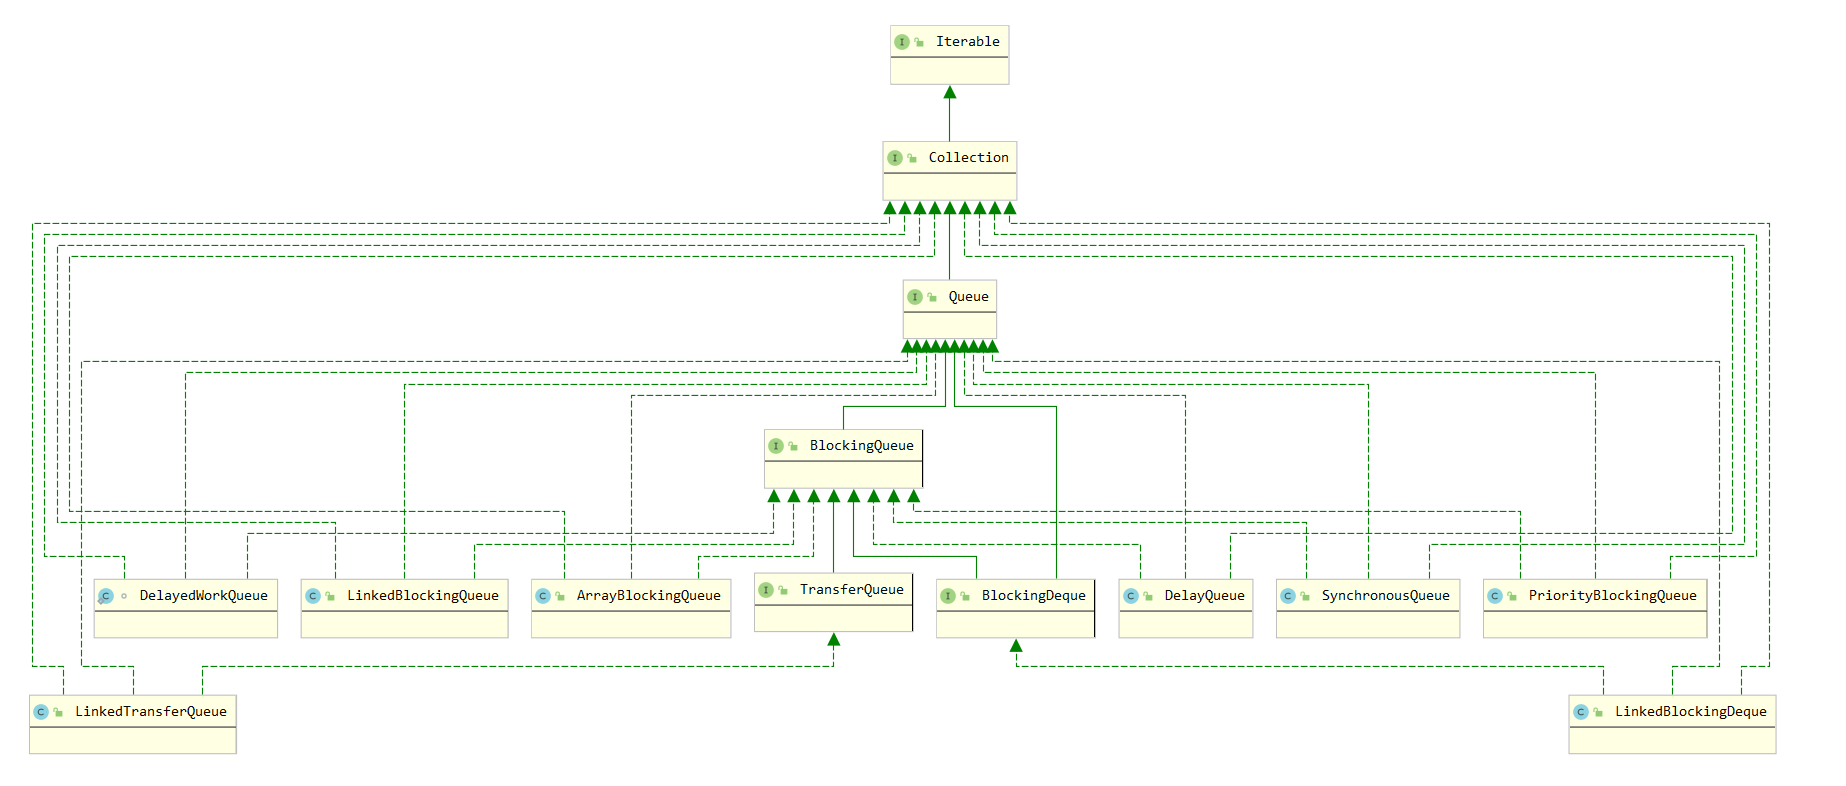 I Iterable
I Collection
I Queue
I BlockingQueue
C DelayedWorkQueue
C LinkedBlockingQueue
C ArrayBlockingQueue
I TransferQueue
I BlockingDeque
C DelayQueue
C SynchronousQueue
C PriorityBlockingQueue
C LinkedTransferQueue
C LinkedBlockingDeque